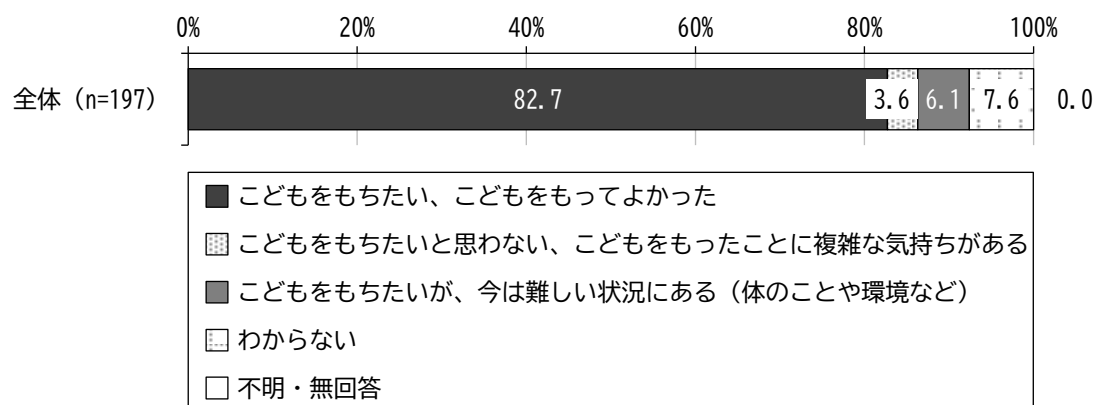 0% 20% 40% 60% 80% 100%
全体 (n=197) 82.7 3.6 6.1 7.6 0.0
こどもをもちたい、こどもをもってよかった
こどもをもちたいと思わない、こどもをもったことに複雑な気持ちがある
こどもをもちたいが、今は難しい状況にある（体のことや環境など）
わからない
不明・無回答